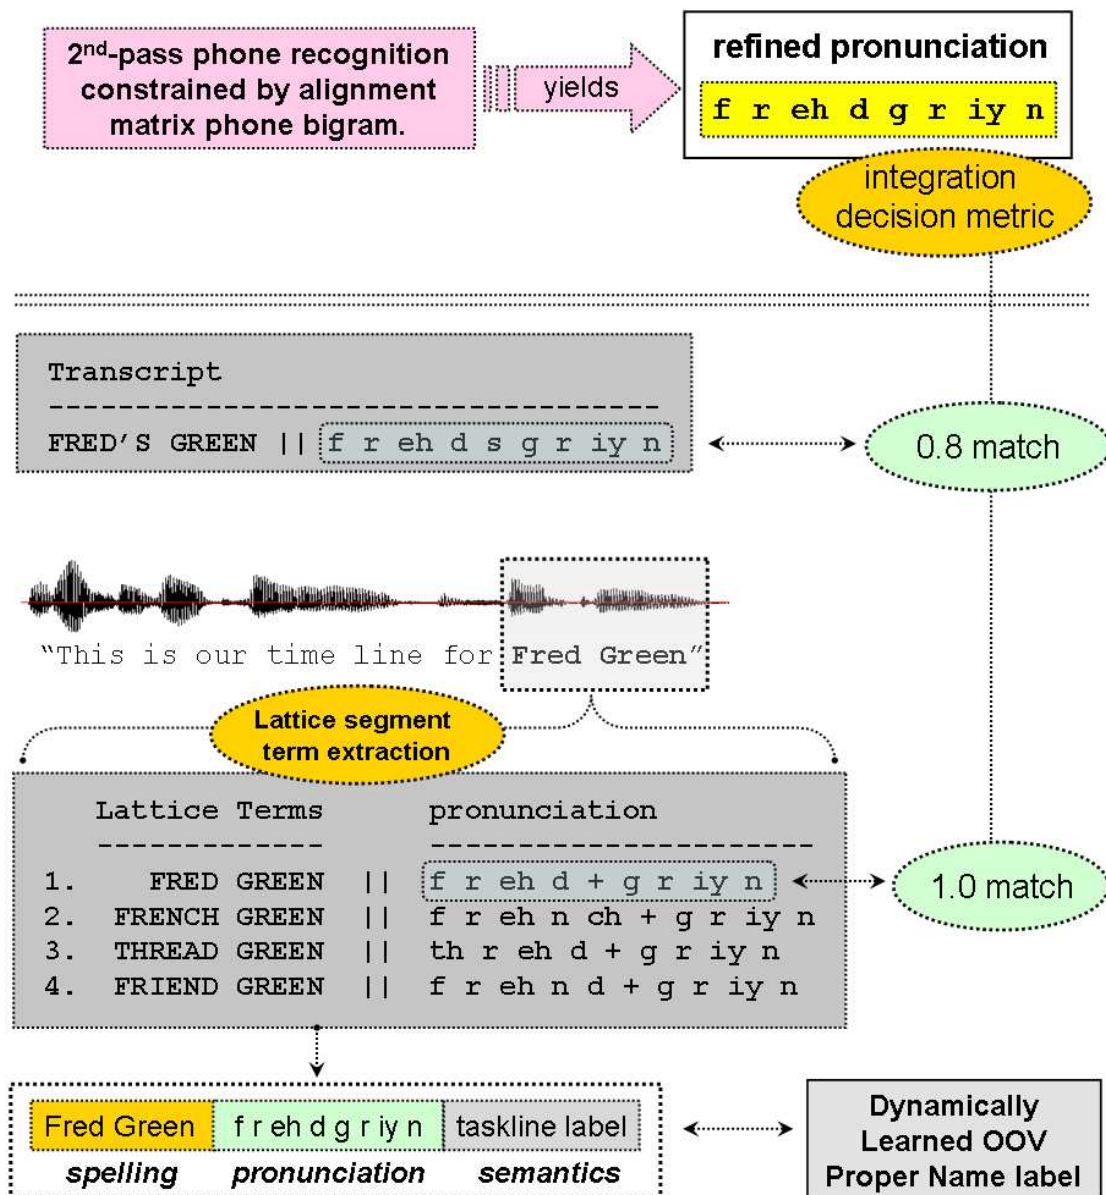 2nd-pass phone recognition
constrained by alignment
matrix phone bigram.
yields
refined pronunciation
f r eh d g r iy n
integration
decision metric
Transcript
-----------------------------------
FRED'S GREEN || f r eh d s g r iy n
0.8 match
"This is our time line for Fred Green"
Lattice segment
term extraction
Lattice Terms pronunciation
------------- ----------------------
1. FRED GREEN || f r eh d + g r iy n
1.0 match
2. FRENCH GREEN || f r eh n ch + g r iy n
3. THREAD GREEN || th r eh d + g r iy n
4. FRIEND GREEN || f r eh n d + g r iy n
Fred Green f r eh d g r iy n taskline label
spelling pronunciation semantics
Dynamically
Learned OOV
Proper Name label